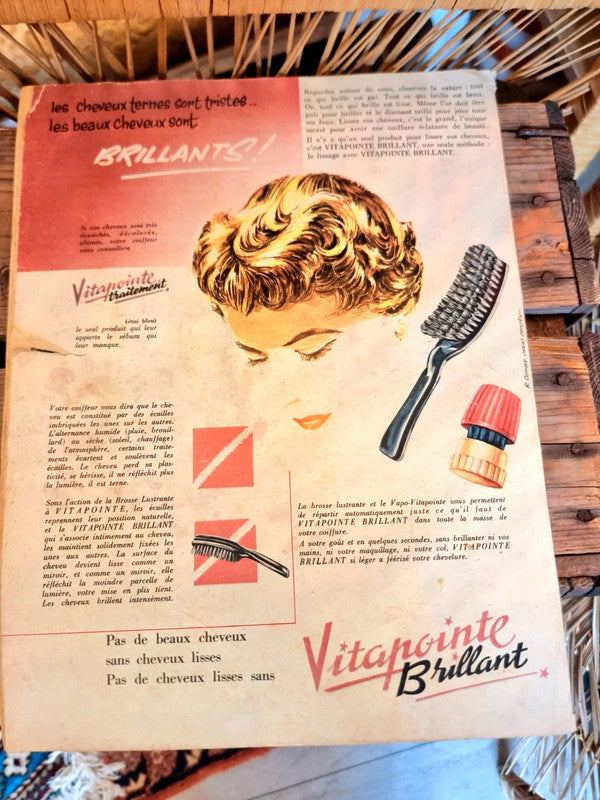 les cheveux ternes sont tristes...
les beaux cheveux sont
BRILLANTS!
Regardez autour de vous, observez la nature : tout
ce qui brille est gai. Tout ce qui brille est beau.
Or, tout ce qui brille est lisse. Même l'or doit être
poli pour briller et le diamant taillé pour jeter tous
ses feux. Lissez vos cheveux, c'est le grand, l'unique
secret pour avoir une coiffure éclatante de beauté.
Il n'y a qu'un seul produit pour lisser vos cheveux,
c'est VITAPOINTE BRILLANT, une seule méthode :
le lissage avec VITAPOINTE BRILLANT.
Si vos cheveux sont très
desséchés, décolorés,
abîmés, votre coiffeur
vous conseillera
Vitapointe
traitement
(étui bleu)
le seul produit qui leur
apporte le sébum qui
leur manque.
Votre coiffeur vous dira que le che-
veu est constitué par des écailles
imbriquées les unes sur les autres.
L'alternance humide (pluie, brouil-
lard) ou sèche (soleil, chauffage)
de l'atmosphère, certains traite-
ments écartent et soulèvent les
écailles. Le cheveu perd sa plas-
ticité, se hérisse, il ne réfléchit plus
la lumière, il est terne.
Sous l'action de la Brosse Lustrante
à VITAPOINTE, les écailles
reprennent leur position naturelle,
et le VITAPOINTE BRILLANT
qui s'associe intimement au cheveu,
les maintient solidement fixées les
unes aux autres. La surface du
cheveu devient lisse comme un
miroir, et comme un miroir, elle
réfléchit la moindre parcelle de
lumière, votre mise en plis tient.
Les cheveux brillent intensément.
La brosse lustrante et le Vapo-Vitapointe vous permettent
de répartir automatiquement juste ce qu'il faut de
VITAPOINTE BRILLANT dans toute la masse de
votre coiffure.
A votre goût et en quelques secondes, sans brillanter ni vos
mains, ni votre maquillage, ni votre col, VITAPOINTE
BRILLANT si léger a féérisé votre chevelure.
Pas de beaux cheveux
sans cheveux lisses
Pas de cheveux lisses sans
Vitapointe
Brillant